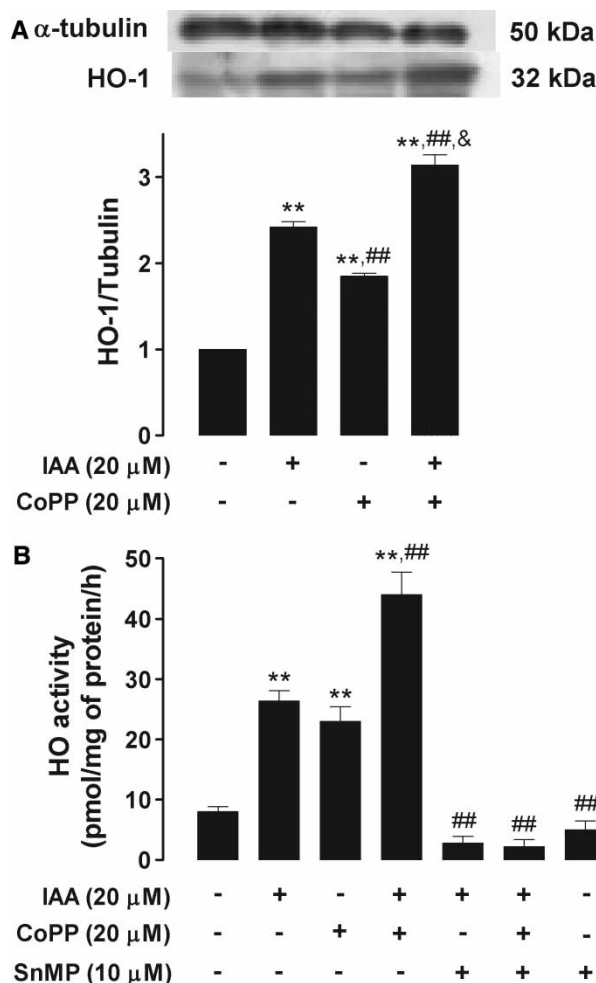 A α-tubulin 50 kDa
HO-1 32 kDa
**,##,&
3
**
**,##
2
HO-1/Tubulin
1
0
IAA (20 μM) - + - +
CoPP (20 μM) - - + +
B
50
**,##
40
30
**
**
20
HO activity
(pmol/mg of protein/h)
10
##
##
##
0
IAA (20 μM) - + - + + + -
CoPP (20 μM) - - + + - + -
SnMP (10 μM) - - - - + + +